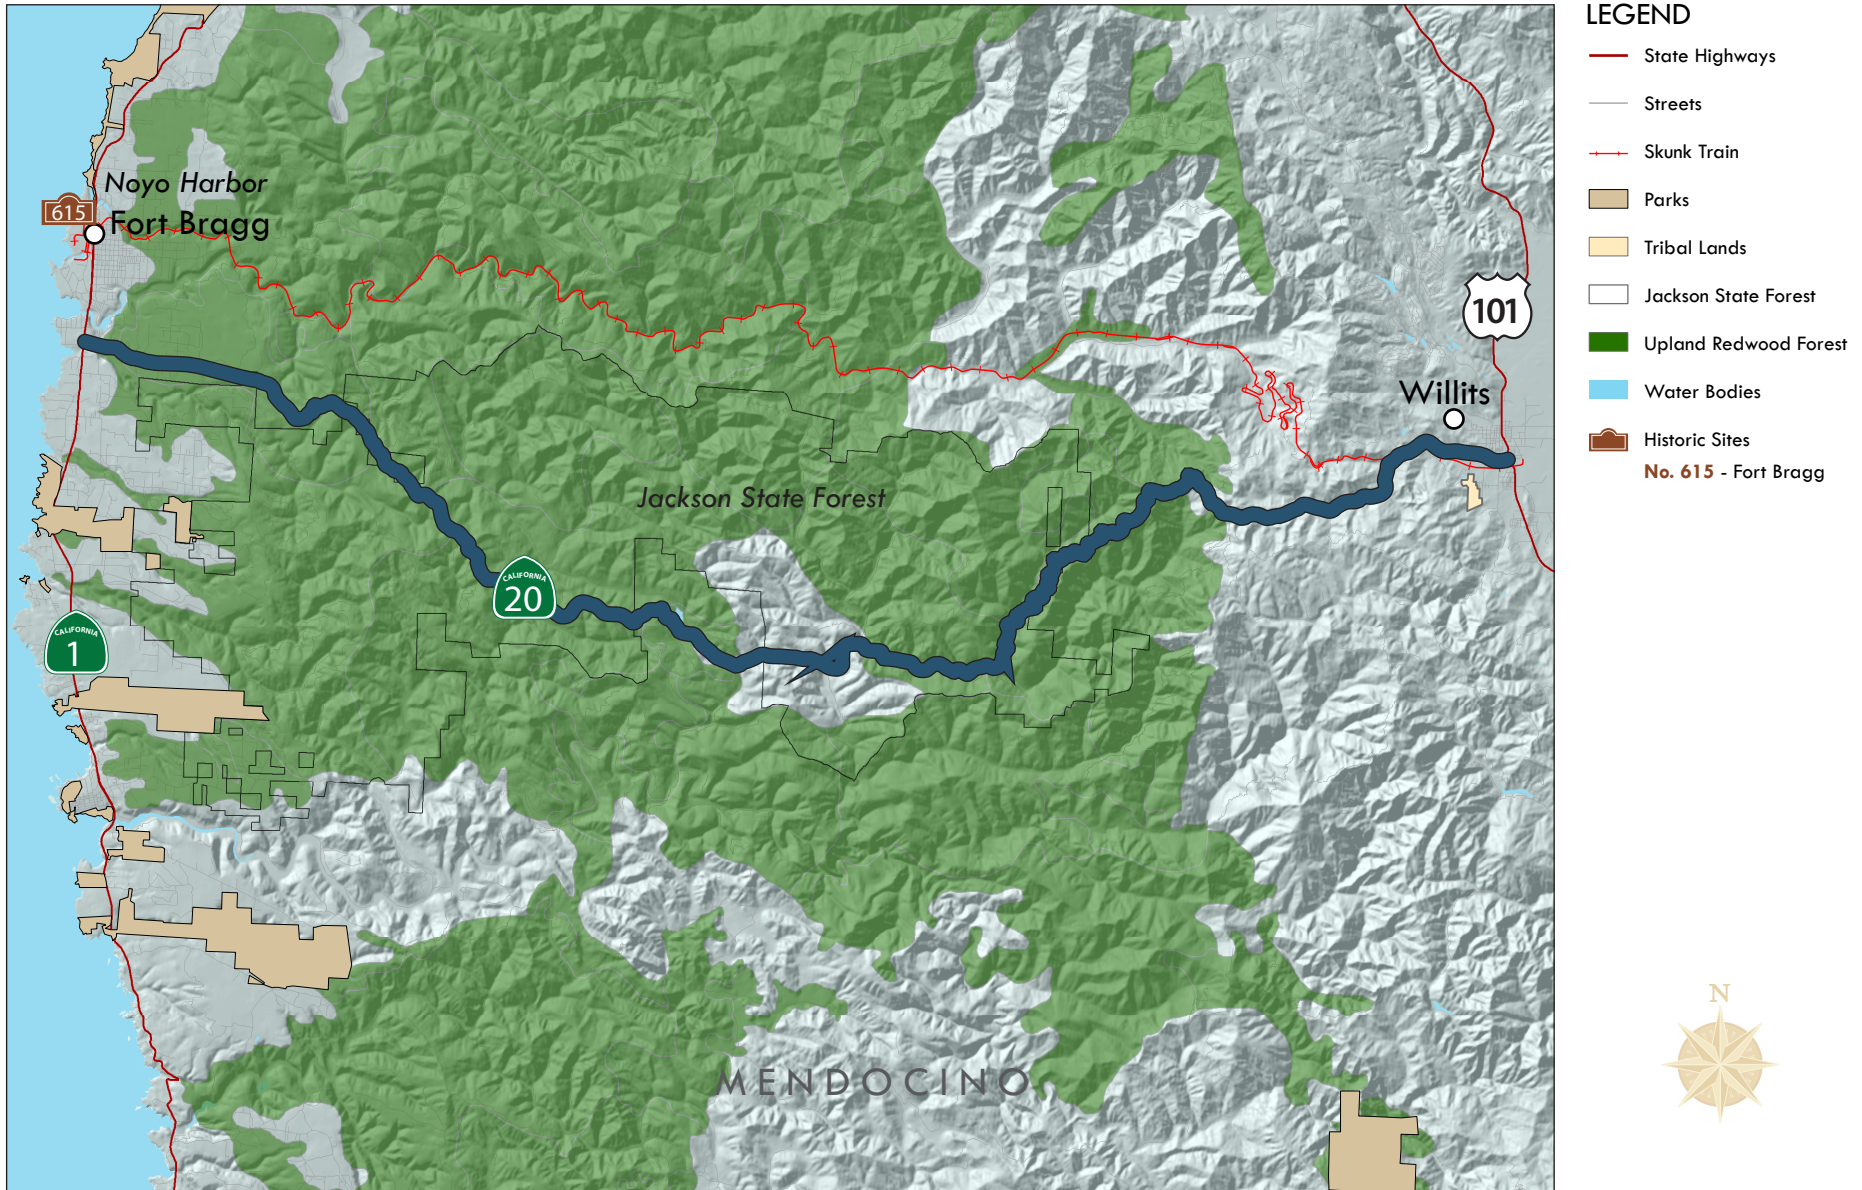 LEGEND
State Highways
Streets
Skunk Train
Parks
Tribal Lands
Jackson State Forest
Upland Redwood Forest
Water Bodies
Historic Sites
No. 615 - Fort Bragg
Noyo Harbor
615
Fort Bragg
101
Willits
Jackson State Forest
CALIFORNIA
20
CALIFORNIA
1
MENDOCINO
N